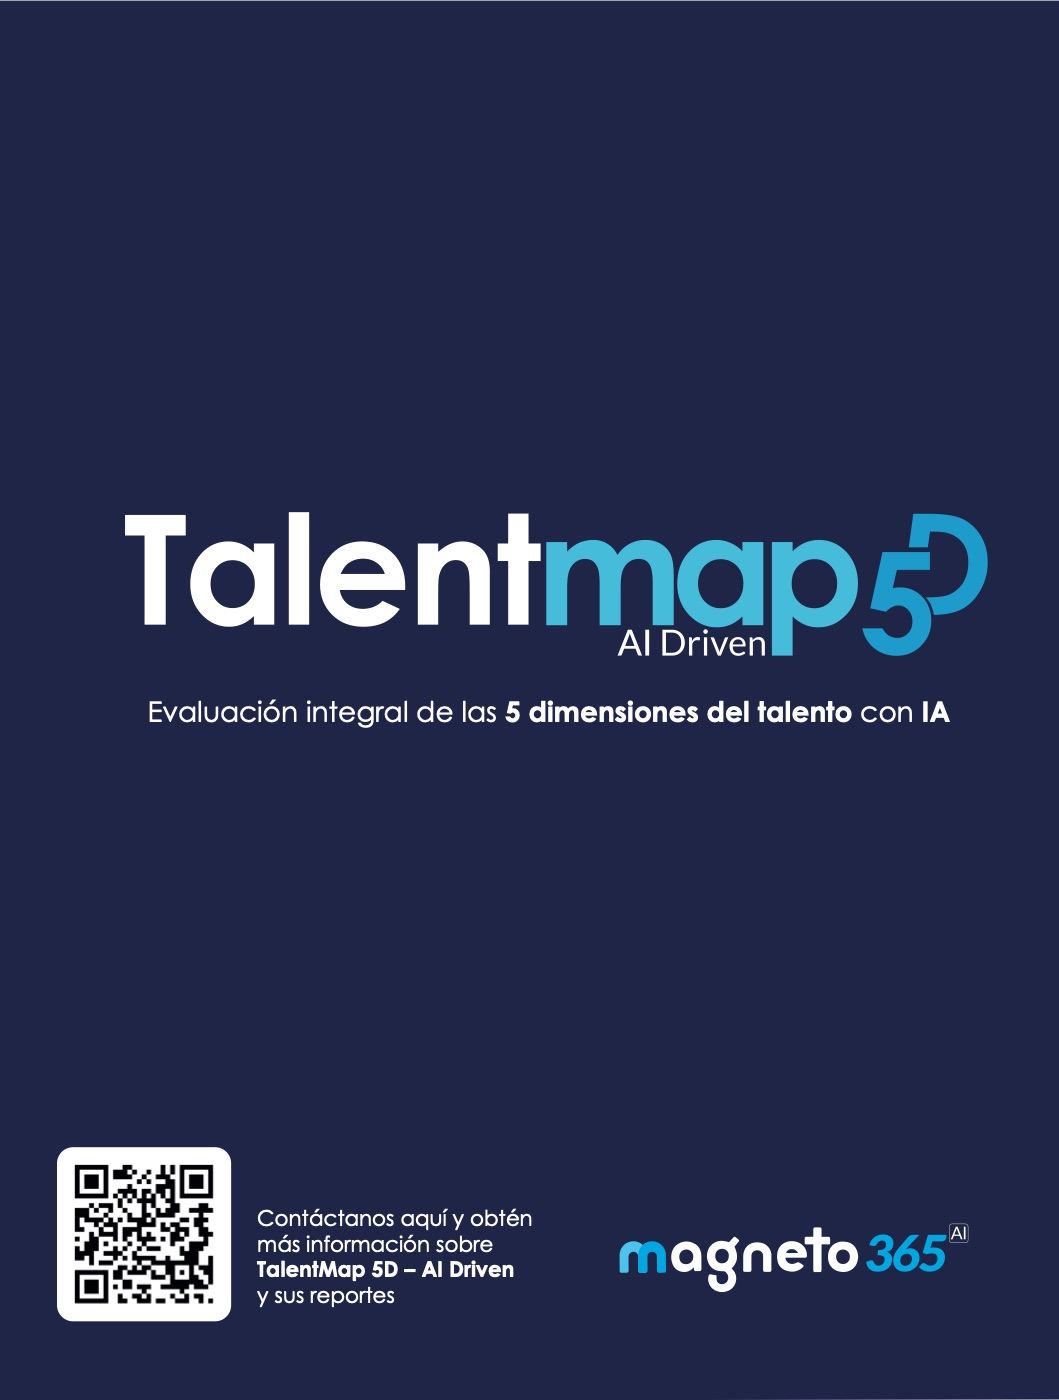 Talentmap 5D
AI Driven
Evaluación integral de las 5 dimensiones del talento con IA
Contáctanos aquí y obtén
más información sobre
TalentMap 5D – AI Driven
y sus reportes
magneto 365 AI